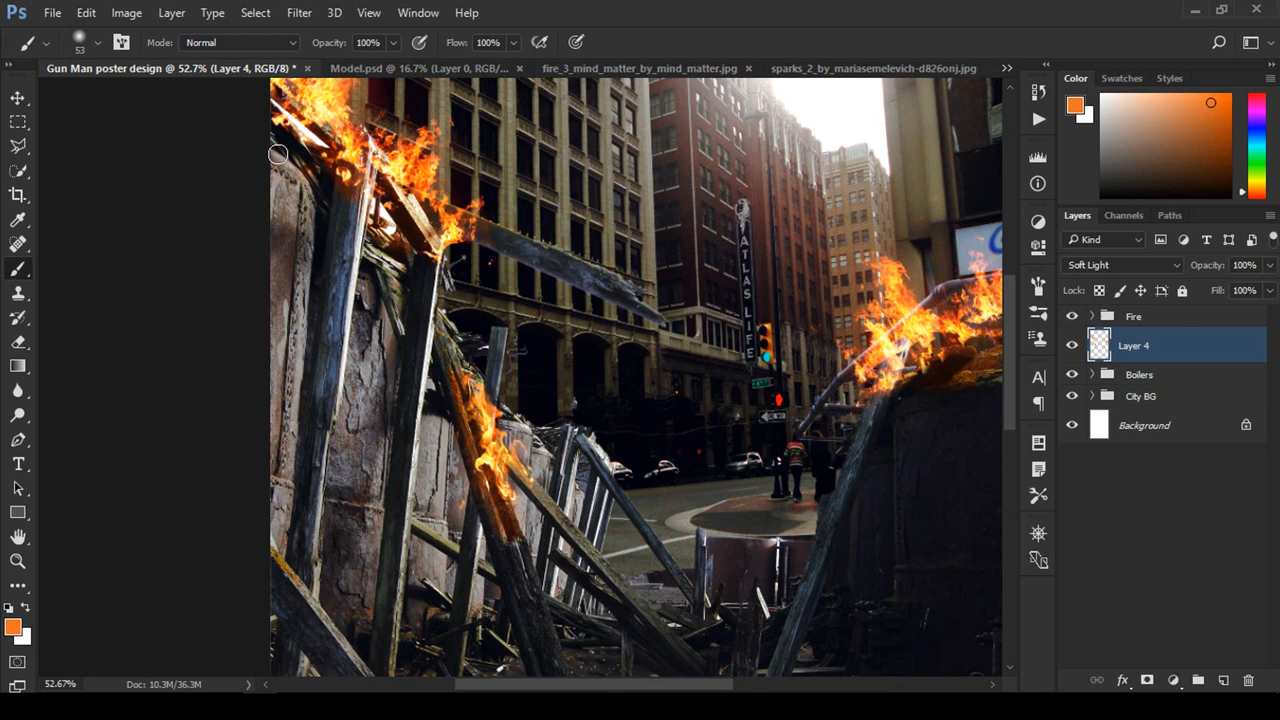 Ps File Edit Image Layer Type Select Filter 3D View Window Help
53 Mode: Normal Opacity: 100% Flow: 100%
Gun Man poster design @ 52.7% (Layer 4, RGB/8) * × Model.psd @ 16.7% (Layer 0, RGB/... × fire_3_mind_matter_by_mind_matter.jpg × sparks_2_by_mariasemelevich-d826onj.jpg
Color Swatches Styles
Layers Channels Paths
Kind
Soft Light Opacity: 100%
Lock: Fill: 100%
Fire
Layer 4
Boilers
City BG
Background
ATLAS LIFE
52.67% Doc: 10.3M/36.3M